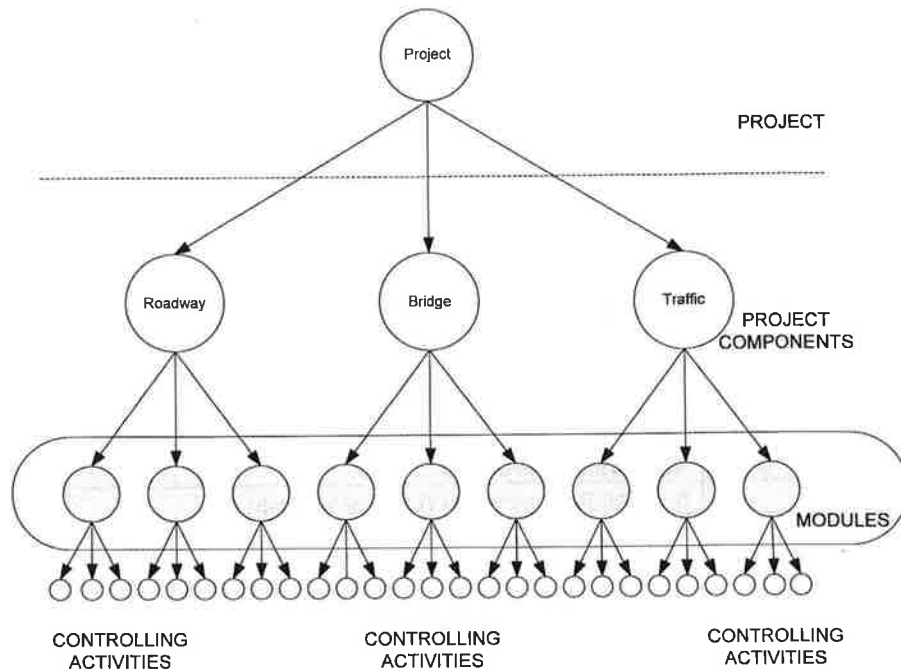 Project
PROJECT
Roadway
Bridge
Traffic
PROJECT
COMPONENTS
MODULES
CONTROLLING
ACTIVITIES
CONTROLLING
ACTIVITIES
CONTROLLING
ACTIVITIES